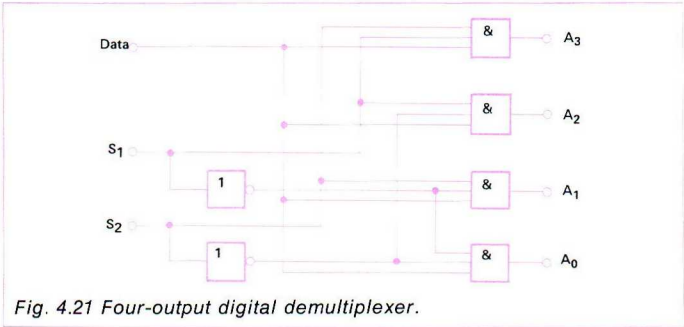 Data
&
A3
&
A2
S1
1
&
A1
S2
1
&
A0
Fig. 4.21 Four-output digital demultiplexer.